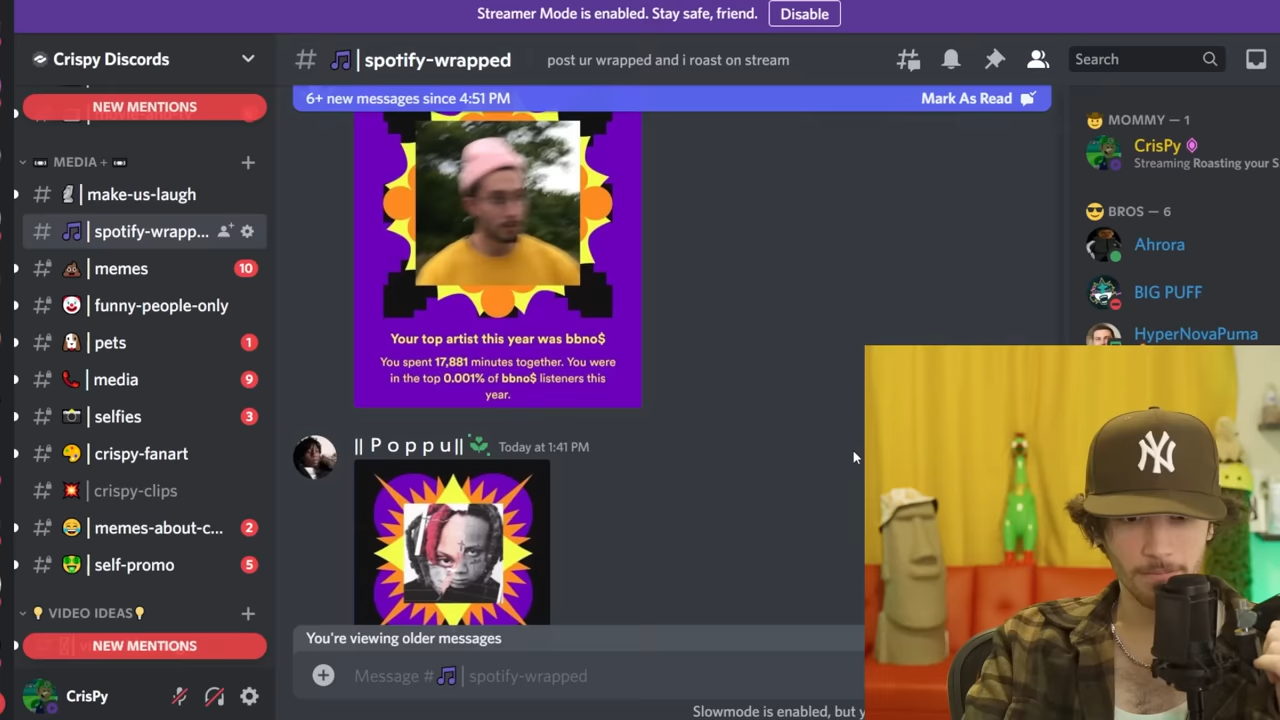 Streamer Mode is enabled. Stay safe, friend.
Disable
Crispy Discords
NEW MENTIONS
MEDIA +
make-us-laugh
spotify-wrapp...
memes 10
funny-people-only
pets 1
media 9
selfies 3
crispy-fanart
crispy-clips
memes-about-c... 2
self-promo 5
VIDEO IDEAS
NEW MENTIONS
CrisPy
# | spotify-wrapped
post ur wrapped and i roast on stream
Search
6+ new messages since 4:51 PM
Mark As Read
Your top artist this year was bbno$
You spent 17,881 minutes together. You were
in the top 0.001% of bbno$ listeners this
year.
|| P o p p u || Today at 1:41 PM
You're viewing older messages
Message # | spotify-wrapped
Slowmode is enabled, but y
MOMMY — 1
CrisPy
Streaming Roasting your S
BROS — 6
Ahrora
BIG PUFF
HyperNovaPuma
NY